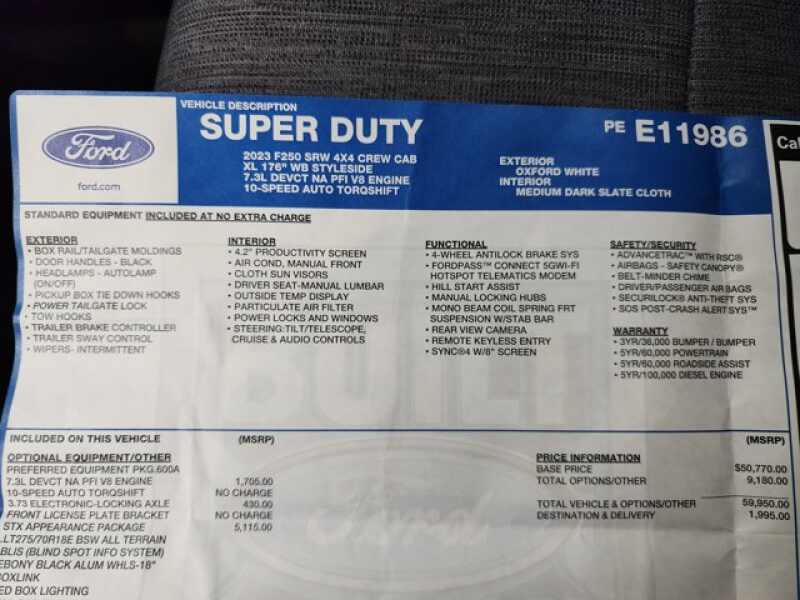 VEHICLE DESCRIPTION
SUPER DUTY
PE E11986
Ford
ford.com
2023 F250 SRW 4X4 CREW CAB
XL 176" WB STYLESIDE
7.3L DEVCT NA PFI V8 ENGINE
10-SPEED AUTO TORQSHIFT
EXTERIOR
OXFORD WHITE
INTERIOR
MEDIUM DARK SLATE CLOTH
STANDARD EQUIPMENT INCLUDED AT NO EXTRA CHARGE
EXTERIOR
• BOX RAIL/TAILGATE MOLDINGS
• DOOR HANDLES - BLACK
• HEADLAMPS - AUTOLAMP
(ON/OFF)
• PICKUP BOX TIE DOWN HOOKS
• POWER TAILGATE LOCK
• TOW HOOKS
• TRAILER BRAKE CONTROLLER
• TRAILER SWAY CONTROL
• WIPERS- INTERMITTENT
INTERIOR
• 4.2" PRODUCTIVITY SCREEN
• AIR COND, MANUAL FRONT
• CLOTH SUN VISORS
• DRIVER SEAT-MANUAL LUMBAR
• OUTSIDE TEMP DISPLAY
• PARTICULATE AIR FILTER
• POWER LOCKS AND WINDOWS
• STEERING:TILT/TELESCOPE,
CRUISE & AUDIO CONTROLS
FUNCTIONAL
• 4-WHEEL ANTILOCK BRAKE SYS
• FORDPASS™ CONNECT 5GWI-FI
HOTSPOT TELEMATICS MODEM
• HILL START ASSIST
• MANUAL LOCKING HUBS
• MONO BEAM COIL SPRING FRT
SUSPENSION W/STAB BAR
• REAR VIEW CAMERA
• REMOTE KEYLESS ENTRY
• SYNC®4 W/8" SCREEN
SAFETY/SECURITY
• ADVANCETRAC™ WITH RSC®
• AIRBAGS - SAFETY CANOPY®
• BELT-MINDER CHIME
• DRIVER/PASSENGER AIR BAGS
• SECURILOCK® ANTI-THEFT SYS
• SOS POST-CRASH ALERT SYS™
WARRANTY
• 3YR/36,000 BUMPER / BUMPER
• 5YR/60,000 POWERTRAIN
• 5YR/60,000 ROADSIDE ASSIST
• 5YR/100,000 DIESEL ENGINE
INCLUDED ON THIS VEHICLE (MSRP)
OPTIONAL EQUIPMENT/OTHER
PREFERRED EQUIPMENT PKG.600A
7.3L DEVCT NA PFI V8 ENGINE 1,705.00
10-SPEED AUTO TORQSHIFT NO CHARGE
3.73 ELECTRONIC-LOCKING AXLE 430.00
FRONT LICENSE PLATE BRACKET NO CHARGE
STX APPEARANCE PACKAGE 5,115.00
.LT275/70R18E BSW ALL TERRAIN
BLIS (BLIND SPOT INFO SYSTEM)
EBONY BLACK ALUM WHLS-18"
BOXLINK
ED BOX LIGHTING
(MSRP)
PRICE INFORMATION
BASE PRICE $50,770.00
TOTAL OPTIONS/OTHER 9,180.00
TOTAL VEHICLE & OPTIONS/OTHER 59,950.00
DESTINATION & DELIVERY 1,995.00